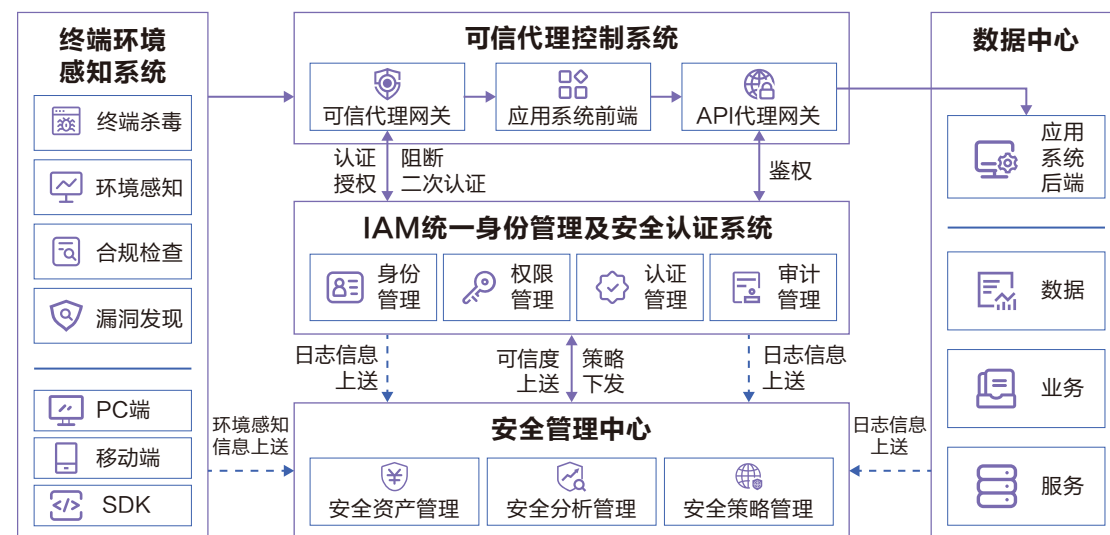 终端环境
感知系统
终端杀毒
环境感知
合规检查
漏洞发现
PC端
移动端
SDK
可信代理控制系统
可信代理网关
应用系统前端
API代理网关
认证
授权
阻断
二次认证
鉴权
IAM统一身份管理及安全认证系统
身份
管理
权限
管理
认证
管理
审计
管理
日志信息
上送
可信度
上送
策略
下发
日志信息
上送
环境感知
信息上送
安全管理中心
安全资产管理
安全分析管理
安全策略管理
日志信息
上送
数据中心
应用
系统
后端
数据
业务
服务